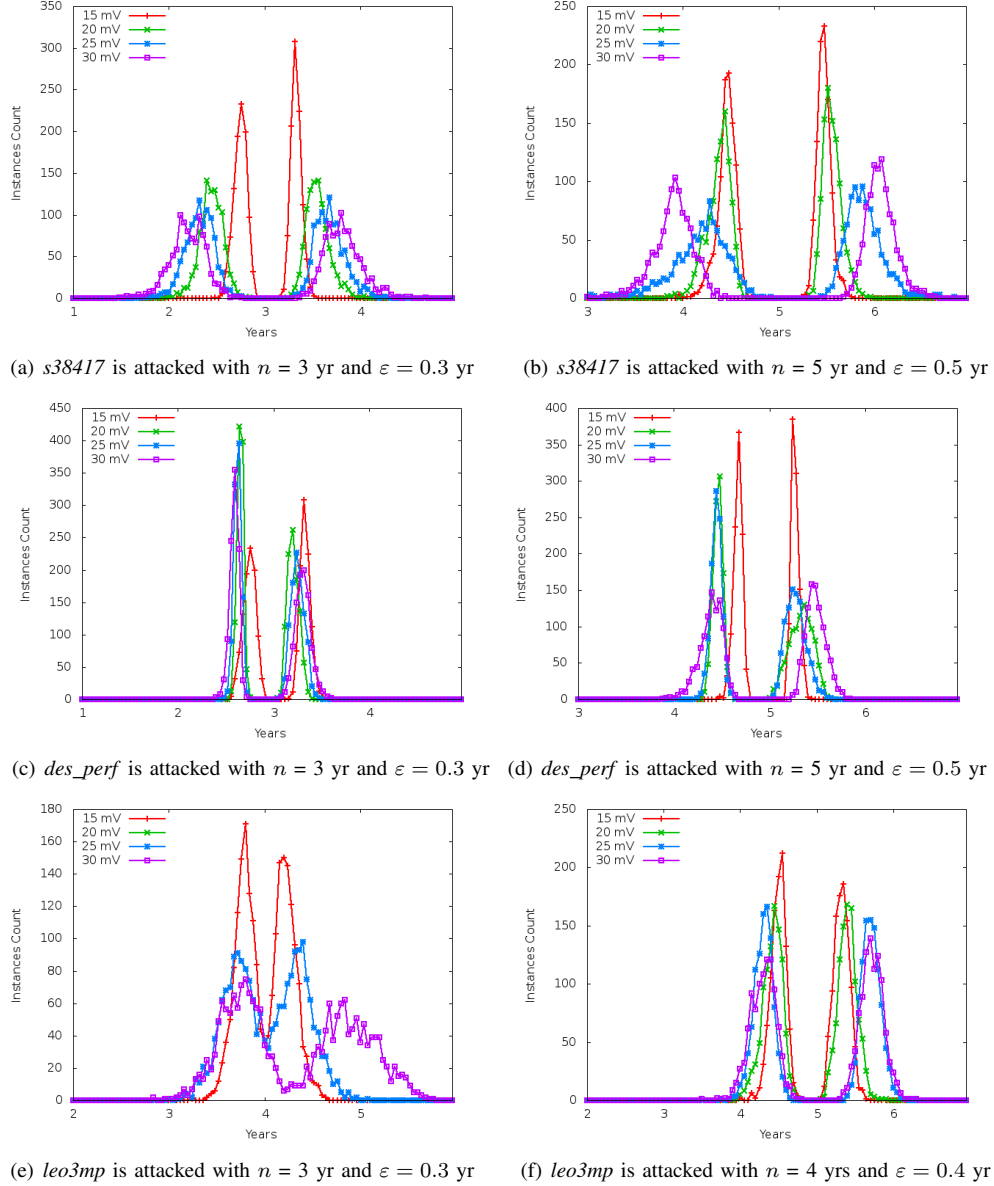 15 mV
20 mV
25 mV
30 mV
350
300
250
200
150
100
50
0
Instances Count
1 2 3 4
Years
(a) s38417 is attacked with n = 3 yr and ε = 0.3 yr
15 mV
20 mV
25 mV
30 mV
250
200
150
100
50
0
Instances Count
3 4 5 6
Years
(b) s38417 is attacked with n = 5 yr and ε = 0.5 yr
15 mV
20 mV
25 mV
30 mV
450
400
350
300
250
200
150
100
50
0
Instances Count
1 2 3 4
Years
(c) des_perf is attacked with n = 3 yr and ε = 0.3 yr
15 mV
20 mV
25 mV
30 mV
400
350
300
250
200
150
100
50
0
Instances Count
3 4 5 6
Years
(d) des_perf is attacked with n = 5 yr and ε = 0.5 yr
15 mV
20 mV
25 mV
30 mV
180
160
140
120
100
80
60
40
20
0
Instances Count
2 3 4 5
Years
(e) leo3mp is attacked with n = 3 yr and ε = 0.3 yr
15 mV
20 mV
25 mV
30 mV
250
200
150
100
50
0
Instances Count
2 3 4 5 6
Years
(f) leo3mp is attacked with n = 4 yrs and ε = 0.4 yr